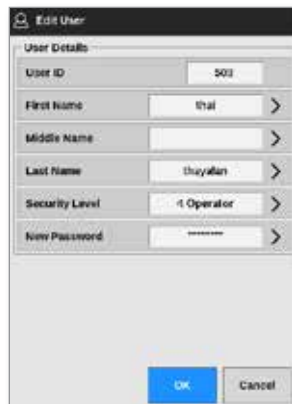 Edit User
User Details
User ID 503
First Name thai
Middle Name
Last Name thayalan
Security Level 4 Operator
New Password ********
OK Cancel